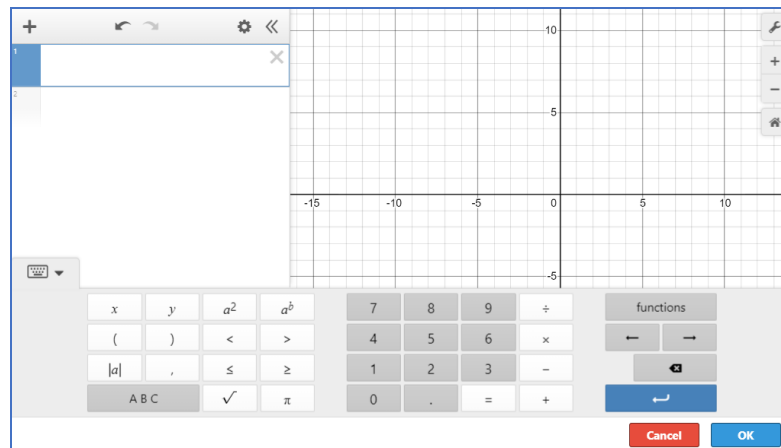 + «
1 ×
2
10
5
-15 -10 -5 0 5 10
-5
+
−
x y a² aᵇ 7 8 9 ÷ functions
( ) < > 4 5 6 × ← →
|a| , ≤ ≥ 1 2 3 −
A B C √ π 0 . = +
Cancel OK